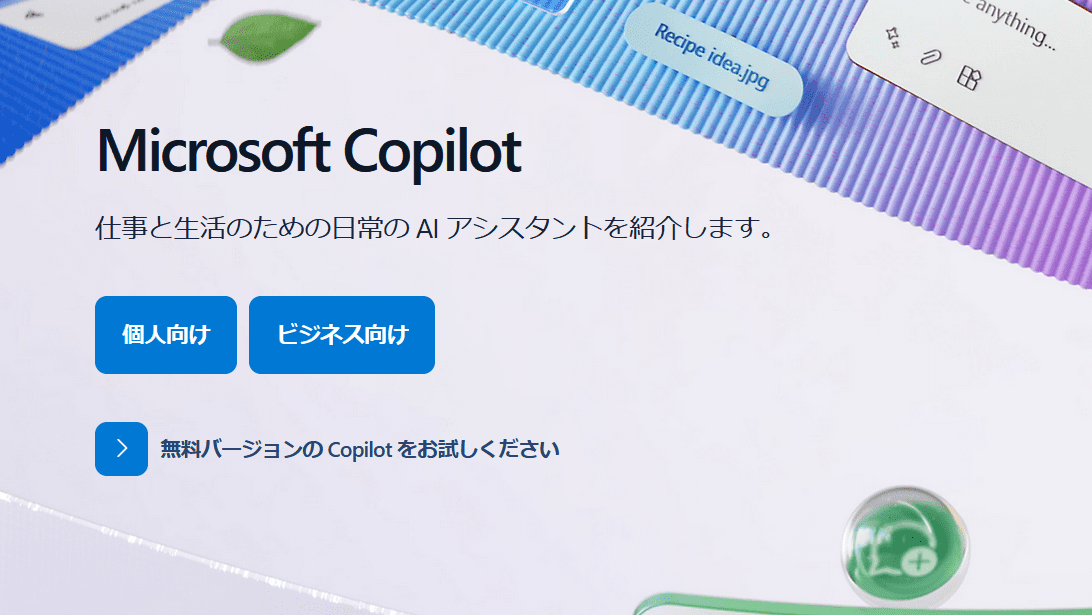 e anything...
Recipe idea.jpg
Microsoft Copilot
仕事と生活のための日常の AI アシスタントを紹介します。
個人向け
ビジネス向け
無料バージョンの Copilot をお試しください